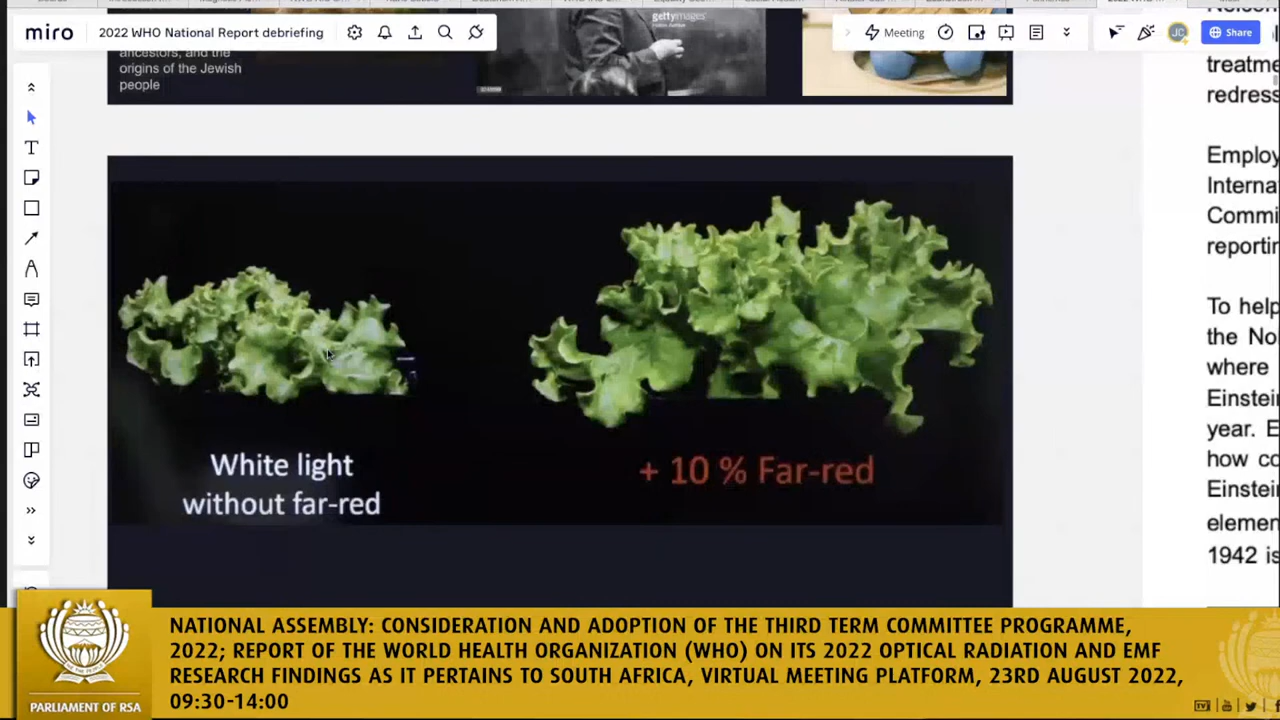 miro 2022 WHO National Report debriefing
Meeting
JC
Share
gettyimages
ancestors, and the
origins of the Jewish
people
treatme
redress
Employ
Interna
Commi
reportin
To help
the No
where
Einstei
year. E
how co
Einstei
elemen
1942 is
White light
without far-red
+ 10 % Far-red
PARLIAMENT OF RSA
NATIONAL ASSEMBLY: CONSIDERATION AND ADOPTION OF THE THIRD TERM COMMITTEE PROGRAMME,
2022; REPORT OF THE WORLD HEALTH ORGANIZATION (WHO) ON ITS 2022 OPTICAL RADIATION AND EMF
RESEARCH FINDINGS AS IT PERTAINS TO SOUTH AFRICA, VIRTUAL MEETING PLATFORM, 23RD AUGUST 2022,
09:30-14:00